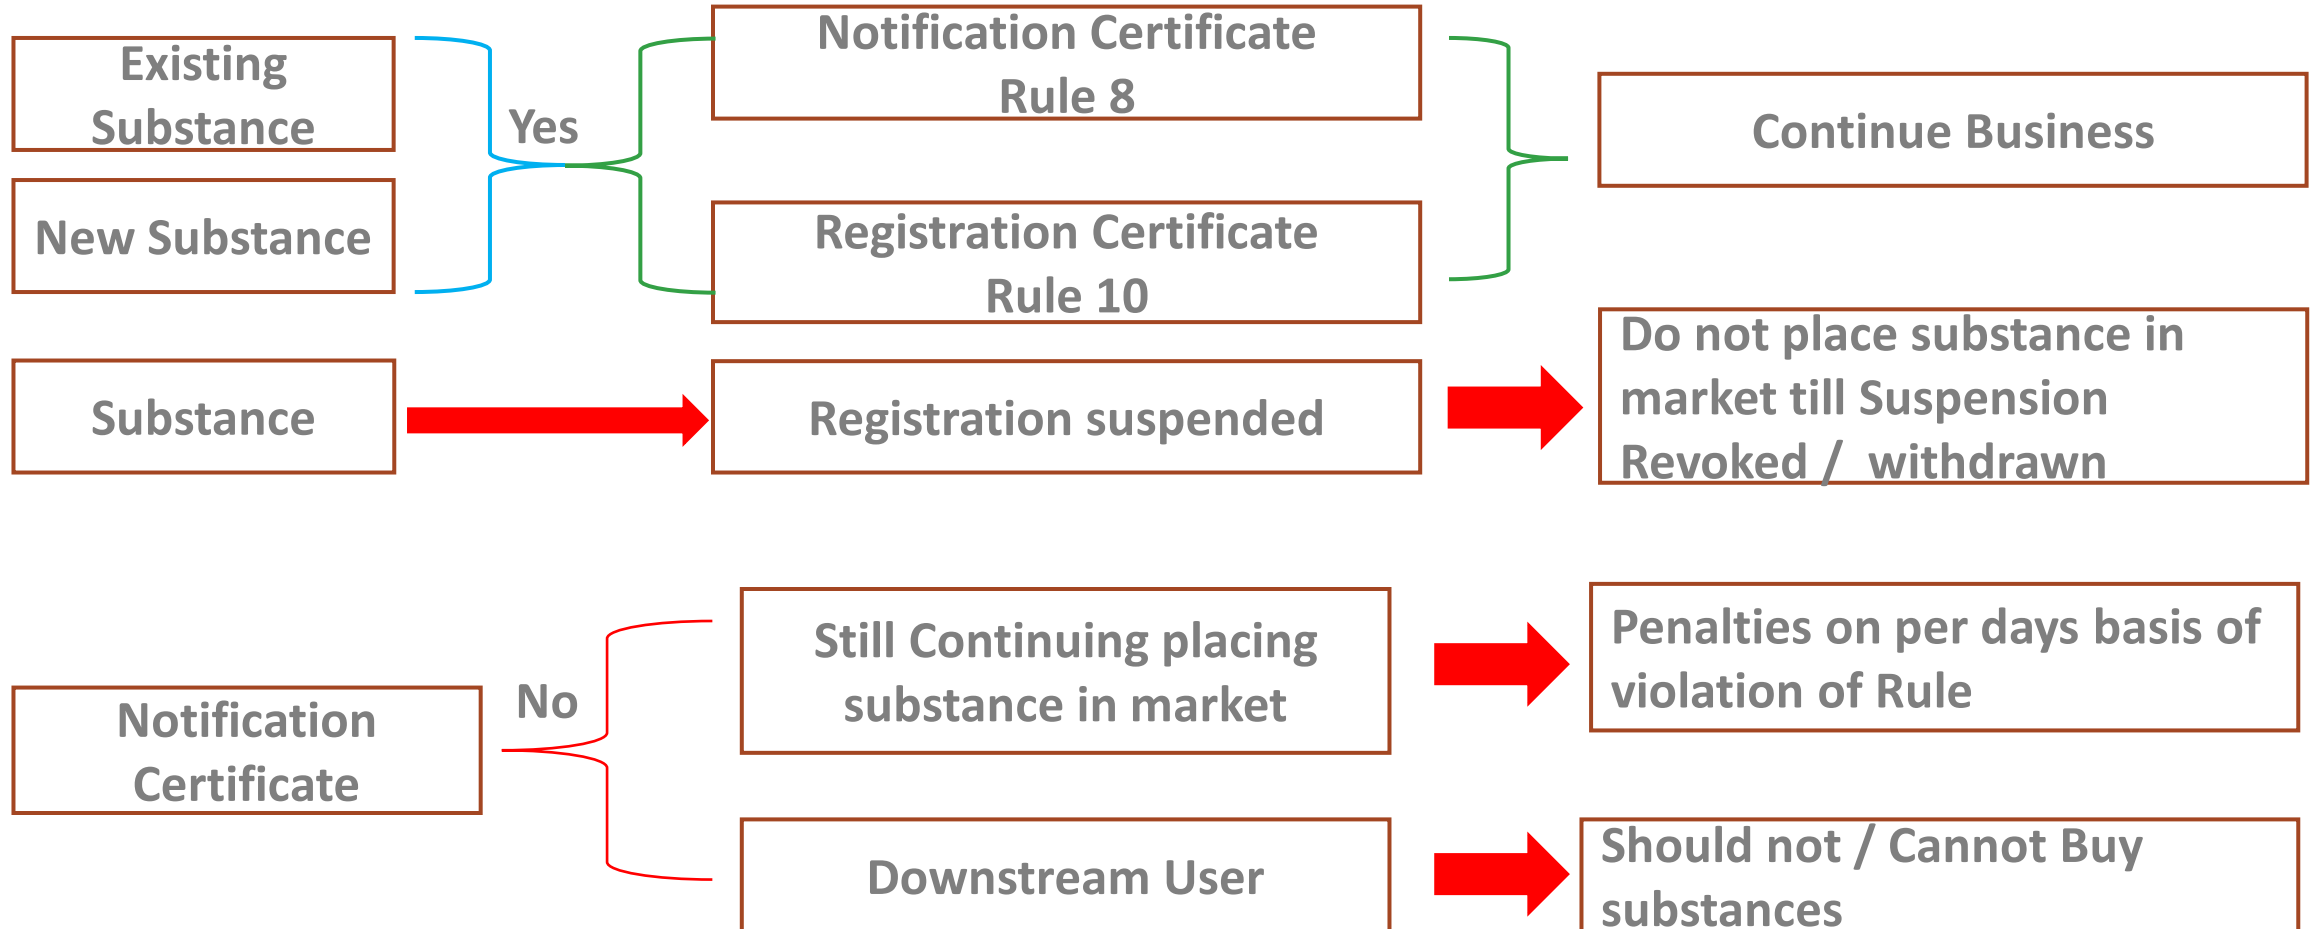 Existing
Substance
New Substance
Yes
Notification Certificate
Rule 8
Registration Certificate
Rule 10
Continue Business
Substance
Registration suspended
Do not place substance in
market till Suspension
Revoked /  withdrawn
Notification
Certificate
No
Still Continuing placing
substance in market
Penalties on per days basis of
violation of Rule
Downstream User
Should not / Cannot Buy
substances